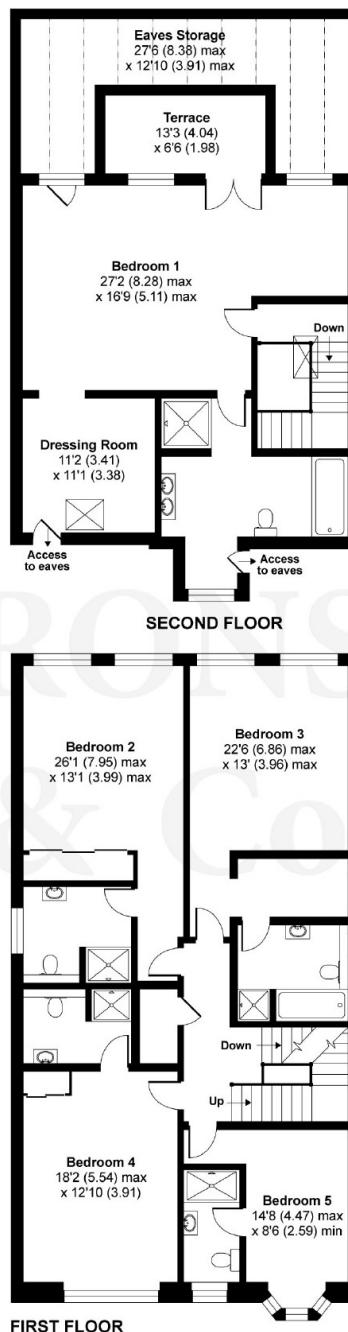 Eaves Storage
27'6 (8.38) max
x 12'10 (3.91) max
Terrace
13'3 (4.04)
x 6'6 (1.98)
Bedroom 1
27'2 (8.28) max
x 16'9 (5.11) max
Down
Dressing Room
11'2 (3.41)
x 11'1 (3.38)
Access
to eaves
Access
to eaves
SECOND FLOOR
RONS
& Co
Bedroom 2
26'1 (7.95) max
x 13'1 (3.99) max
Bedroom 3
22'6 (6.86) max
x 13' (3.96) max
Down
Up
Bedroom 4
18'2 (5.54) max
x 12'10 (3.91)
Bedroom 5
14'8 (4.47) max
x 8'6 (2.59) min
FIRST FLOOR